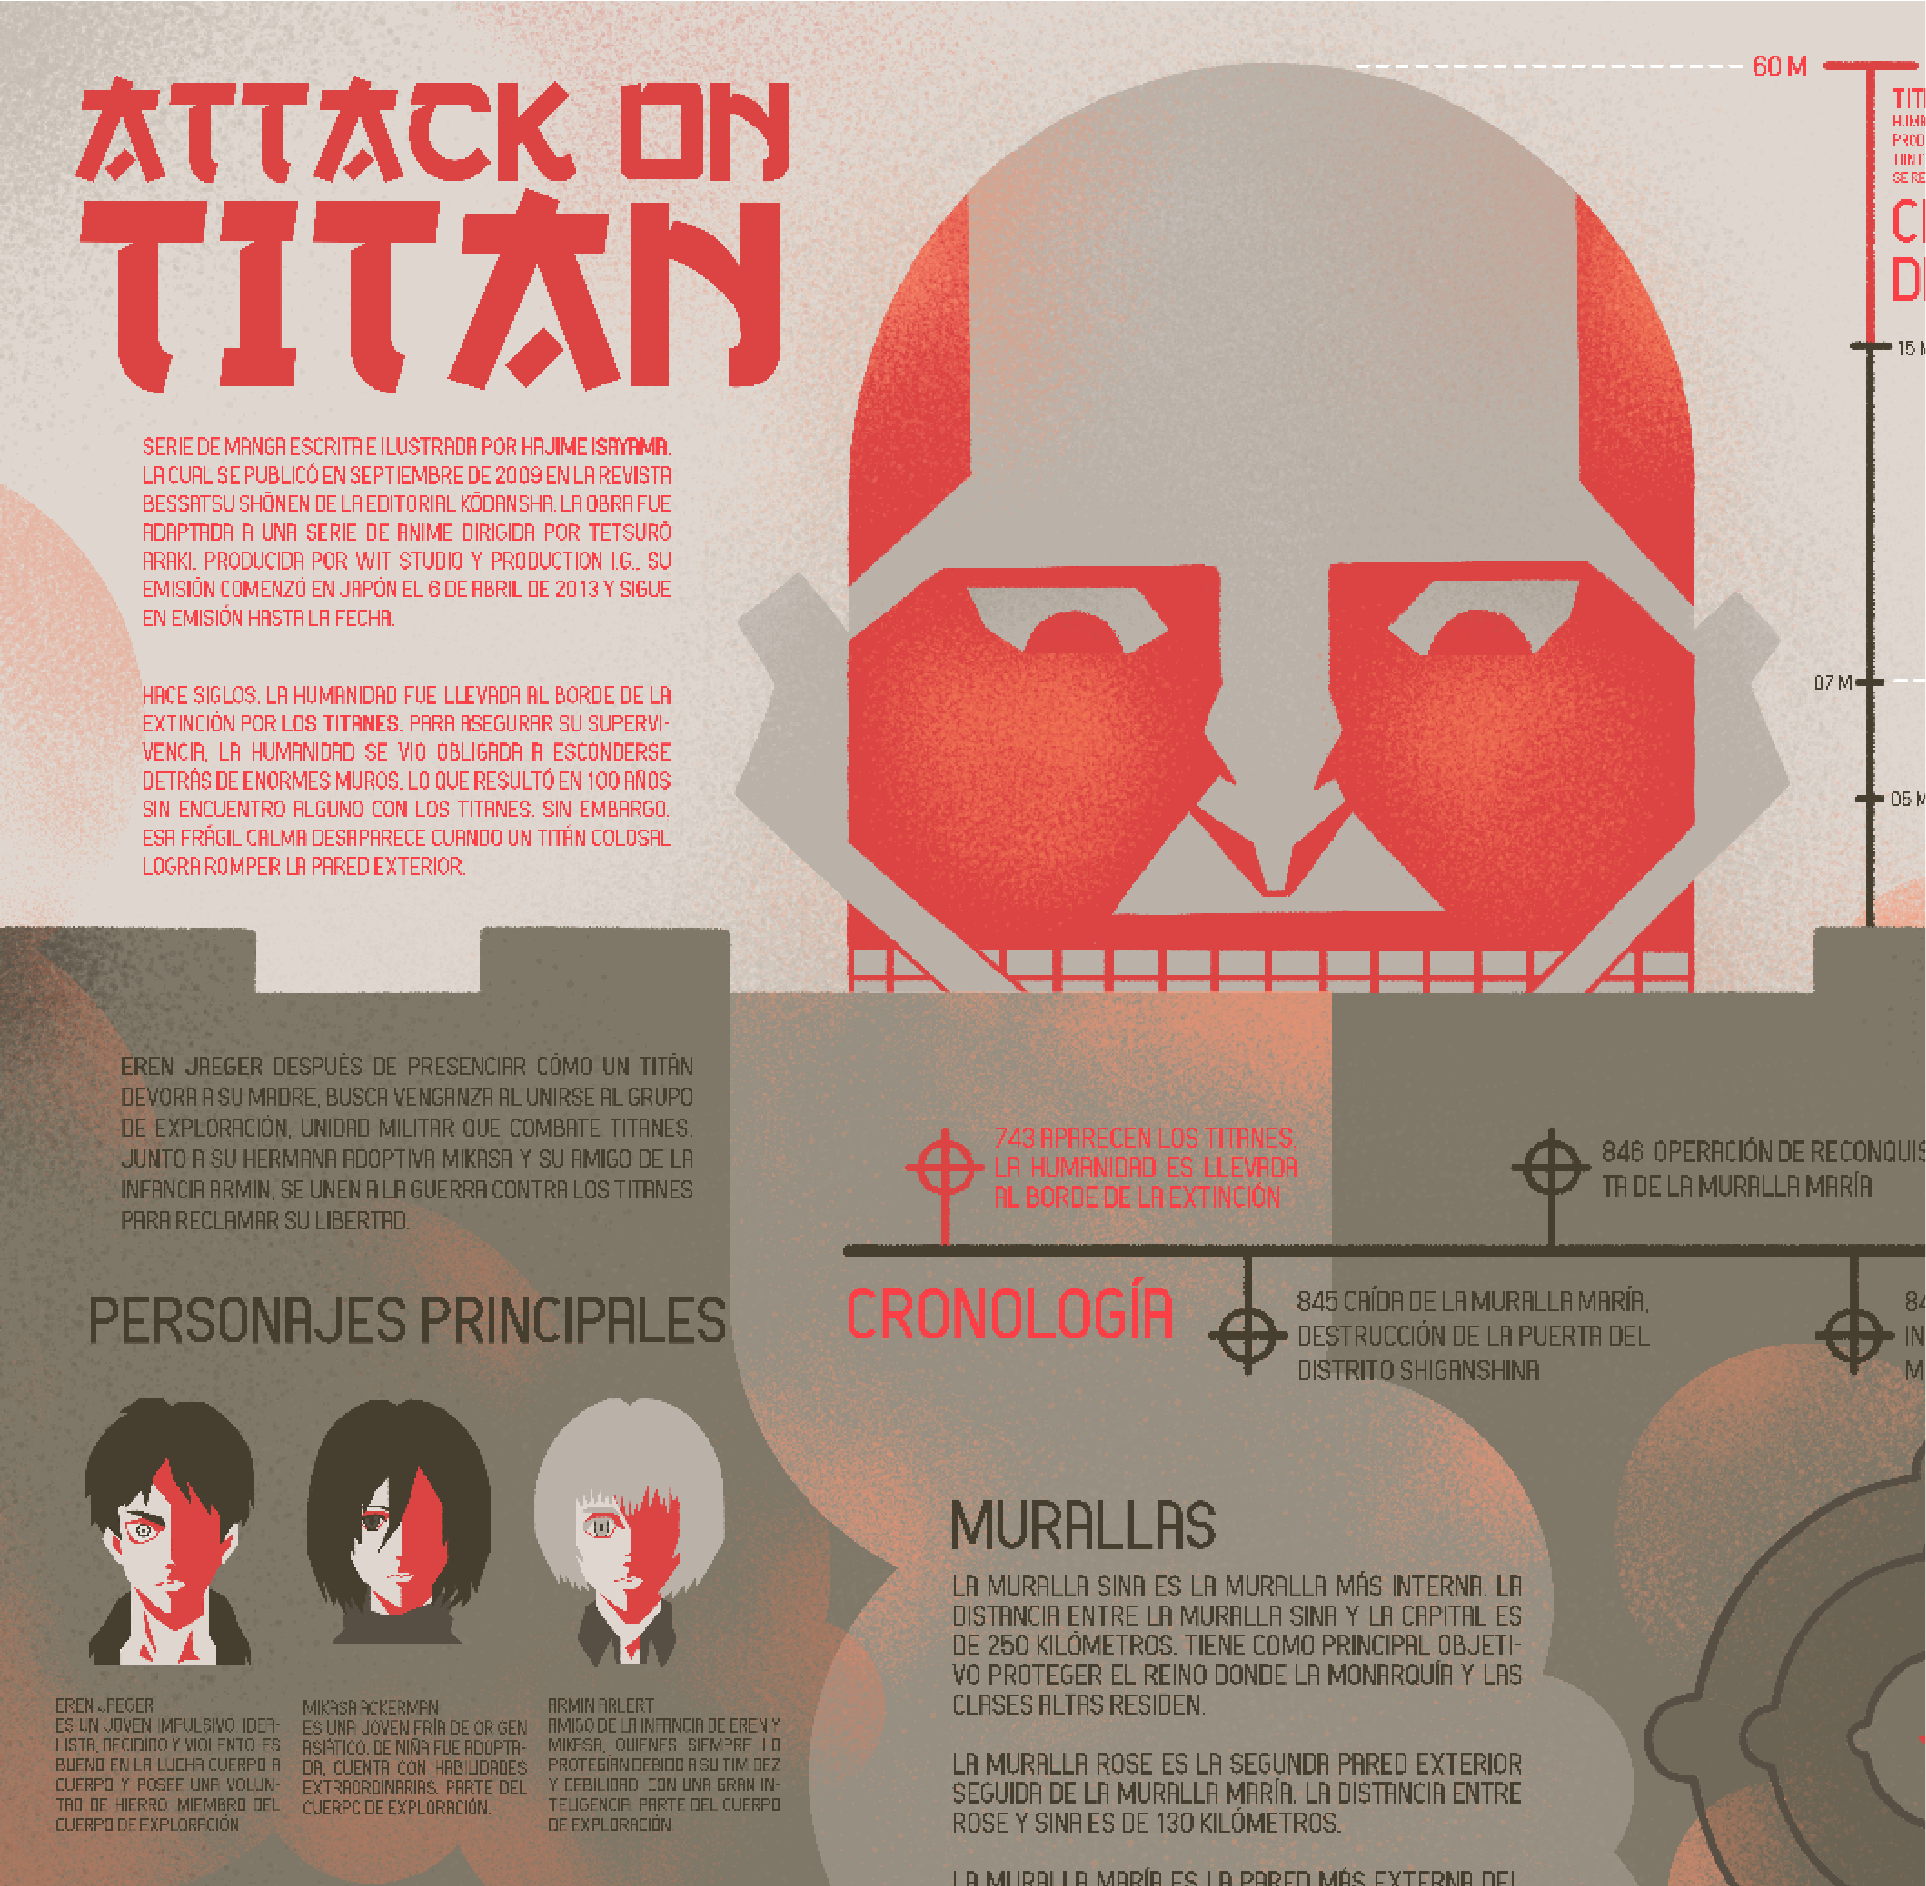 ATTACK ON
TITAN
SERIE DE MANGA ESCRITA E ILUSTRADA POR HAJIME ISAYAMA,
LA CUAL SE PUBLICÓ EN SEPTIEMBRE DE 2009 EN LA REVISTA
BESSATSU SHŌNEN DE LA EDITORIAL KŌDANSHA. LA OBRA FUE
ADAPTADA A UNA SERIE DE ANIME DIRIGIDA POR TETSURŌ
ARAKI, PRODUCIDA POR WIT STUDIO Y PRODUCTION I.G.. SU
EMISIÓN COMENZÓ EN JAPÓN EL 6 DE ABRIL DE 2013 Y SIGUE
EN EMISIÓN HASTA LA FECHA.
HACE SIGLOS, LA HUMANIDAD FUE LLEVADA AL BORDE DE LA
EXTINCIÓN POR LOS TITANES. PARA ASEGURAR SU SUPERVI-
VENCIA, LA HUMANIDAD SE VIO OBLIGADA A ESCONDERSE
DETRÁS DE ENORMES MUROS. LO QUE RESULTÓ EN 100 AÑOS
SIN ENCUENTRO ALGUNO CON LOS TITANES. SIN EMBARGO,
ESA FRÁGIL CALMA DESAPARECE CUANDO UN TITÁN COLOSAL
LOGRA ROMPER LA PARED EXTERIOR.
60 M
15
07 M
05 M
EREN JAEGER DESPUÉS DE PRESENCIAR CÓMO UN TITÁN
DEVORA A SU MADRE, BUSCA VENGANZA AL UNIRSE AL GRUPO
DE EXPLORACIÓN, UNIDAD MILITAR QUE COMBATE TITANES.
JUNTO A SU HERMANA ADOPTIVA MIKASA Y SU AMIGO DE LA
INFANCIA ARMIN, SE UNEN A LA GUERRA CONTRA LOS TITANES
PARA RECLAMAR SU LIBERTAD.
743 APARECEN LOS TITANES,
LA HUMANIDAD ES LLEVADA
AL BORDE DE LA EXTINCIÓN
846 OPERACIÓN DE RECONQUIS
TA DE LA MURALLA MARÍA
CRONOLOGÍA
845 CAÍDA DE LA MURALLA MARÍA,
DESTRUCCIÓN DE LA PUERTA DEL
DISTRITO SHIGANSHINA
PERSONAJES PRINCIPALES
EREN JAEGER
ES UN JOVEN IMPULSIVO, IDEA-
LISTA, DECIDIDO Y VIOLENTO. ES
BUENO EN LA LUCHA CUERPO A
CUERPO Y POSEE UNA VOLUN-
TAD DE HIERRO. MIEMBRO DEL
CUERPO DE EXPLORACIÓN
MIKASA ACKERMAN
ES UNA JOVEN FRÍA DE ORIGEN
ASIÁTICO. DE NIÑA FUE ADOPTA-
DA, CUENTA CON HABILIDADES
EXTRAORDINARIAS. PARTE DEL
CUERPO DE EXPLORACIÓN.
ARMIN ARLERT
AMIGO DE LA INFANCIA DE EREN Y
MIKASA, QUIENES SIEMPRE LO
PROTEGÍAN DEBIDO A SU TIMIDEZ
Y DEBILIDAD. CON UNA GRAN IN-
TELIGENCIA. PARTE DEL CUERPO
DE EXPLORACIÓN.
MURALLAS
LA MURALLA SINA ES LA MURALLA MÁS INTERNA. LA
DISTANCIA ENTRE LA MURALLA SINA Y LA CAPITAL ES
DE 250 KILÓMETROS. TIENE COMO PRINCIPAL OBJETI-
VO PROTEGER EL REINO DONDE LA MONARQUÍA Y LAS
CLASES ALTAS RESIDEN.
LA MURALLA ROSE ES LA SEGUNDA PARED EXTERIOR
SEGUIDA DE LA MURALLA MARÍA. LA DISTANCIA ENTRE
ROSE Y SINA ES DE 130 KILÓMETROS.
LA MURALLA MARÍA ES LA PARED MÁS EXTERNA DEL